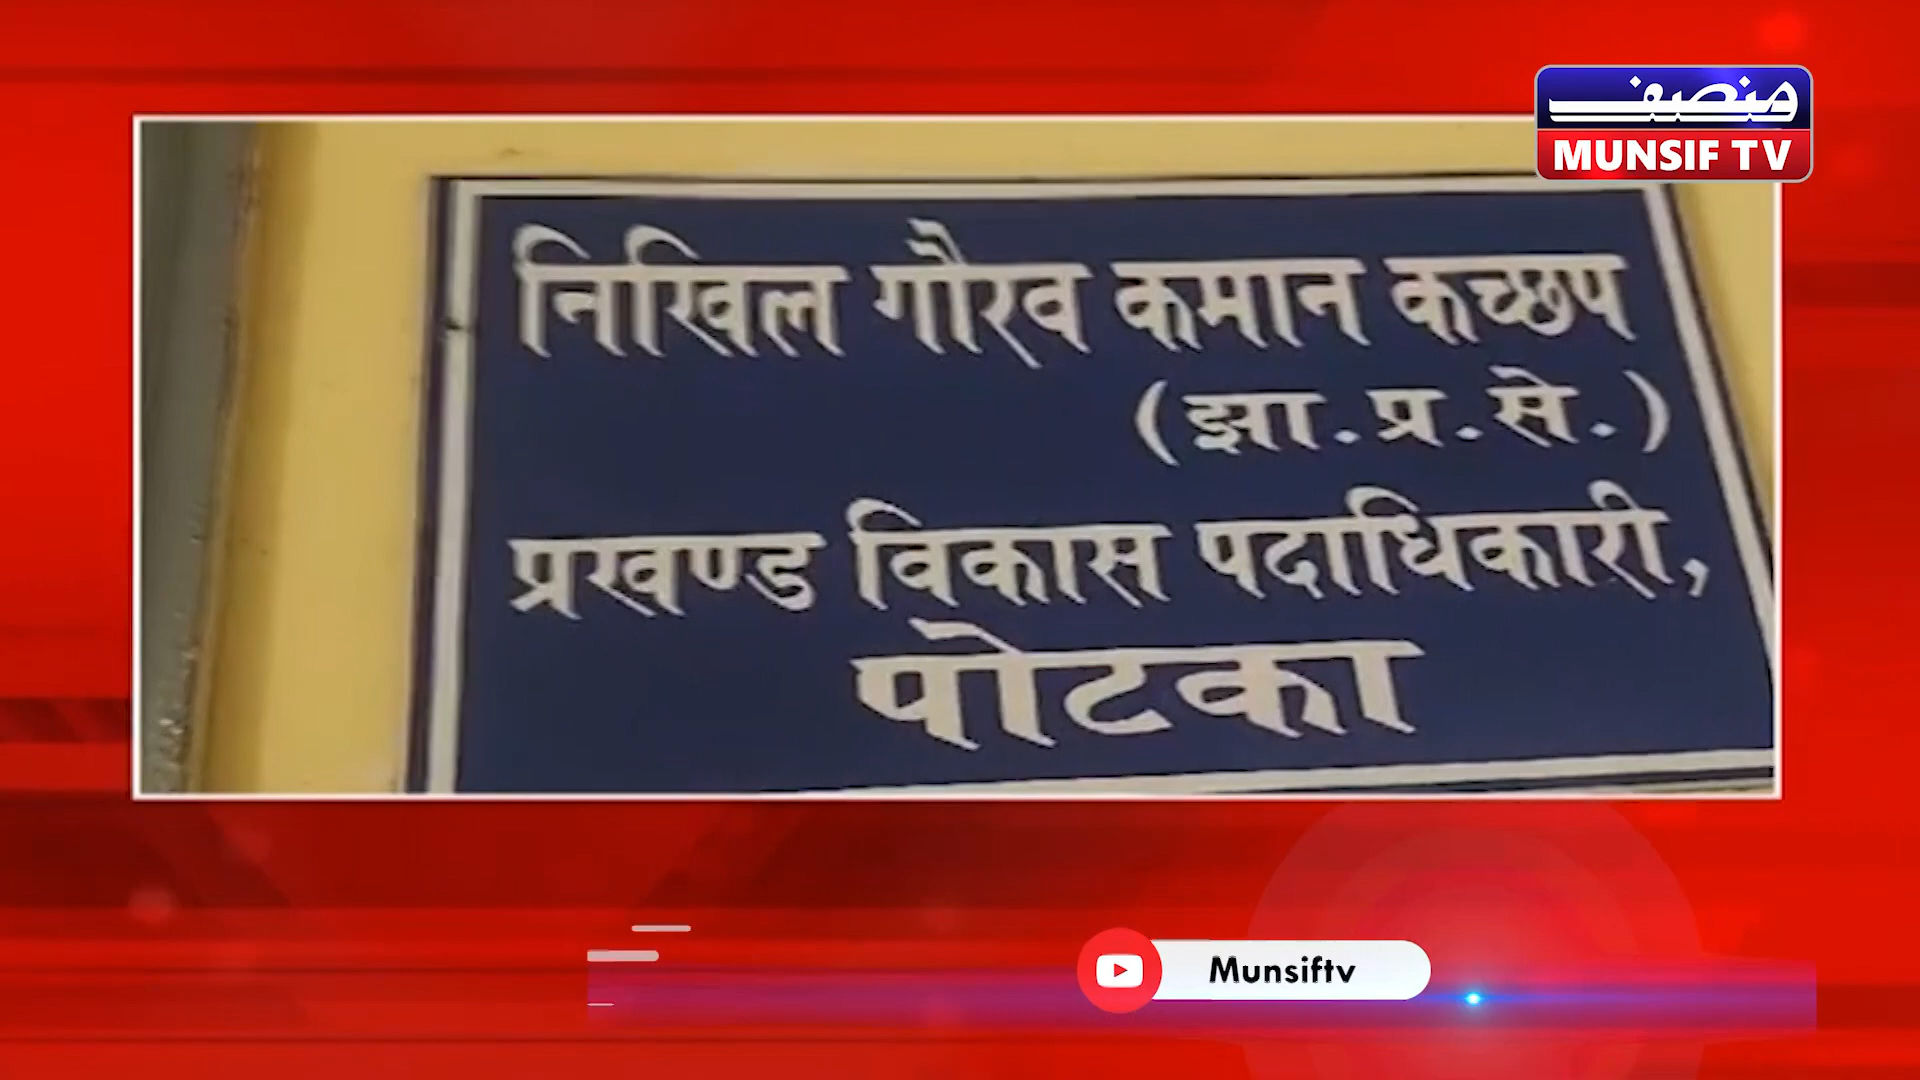 منصف
MUNSIF TV
निखिल गौरव कमान कच्छप
(झा.प्र.से.)
प्रखण्ड विकास पदाधिकारी,
पोटका
Munsiftv